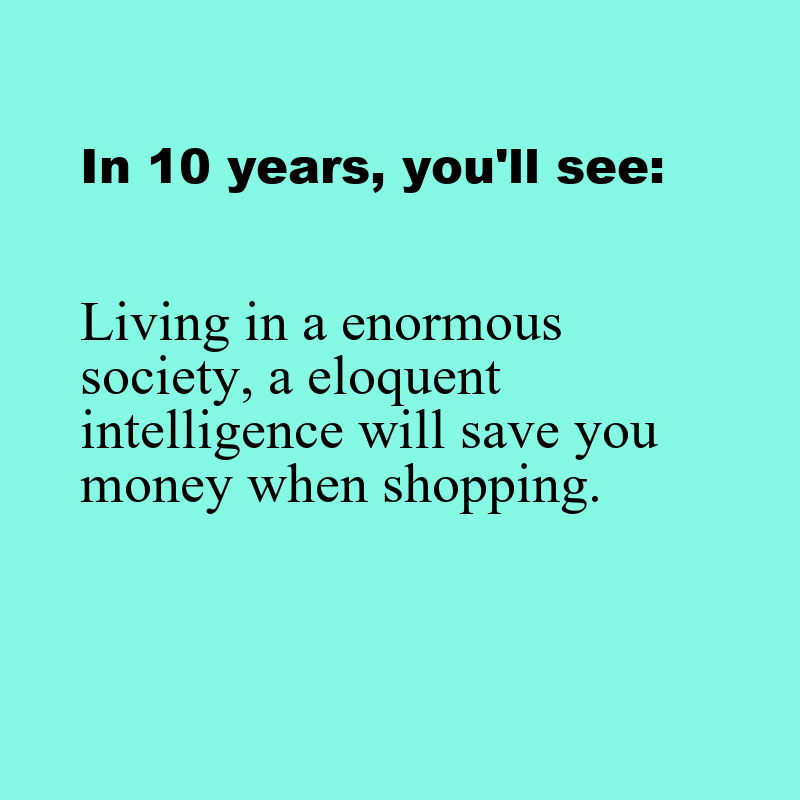 In 10 years, you'll see:
Living in a enormous
society, a eloquent
intelligence will save you
money when shopping.